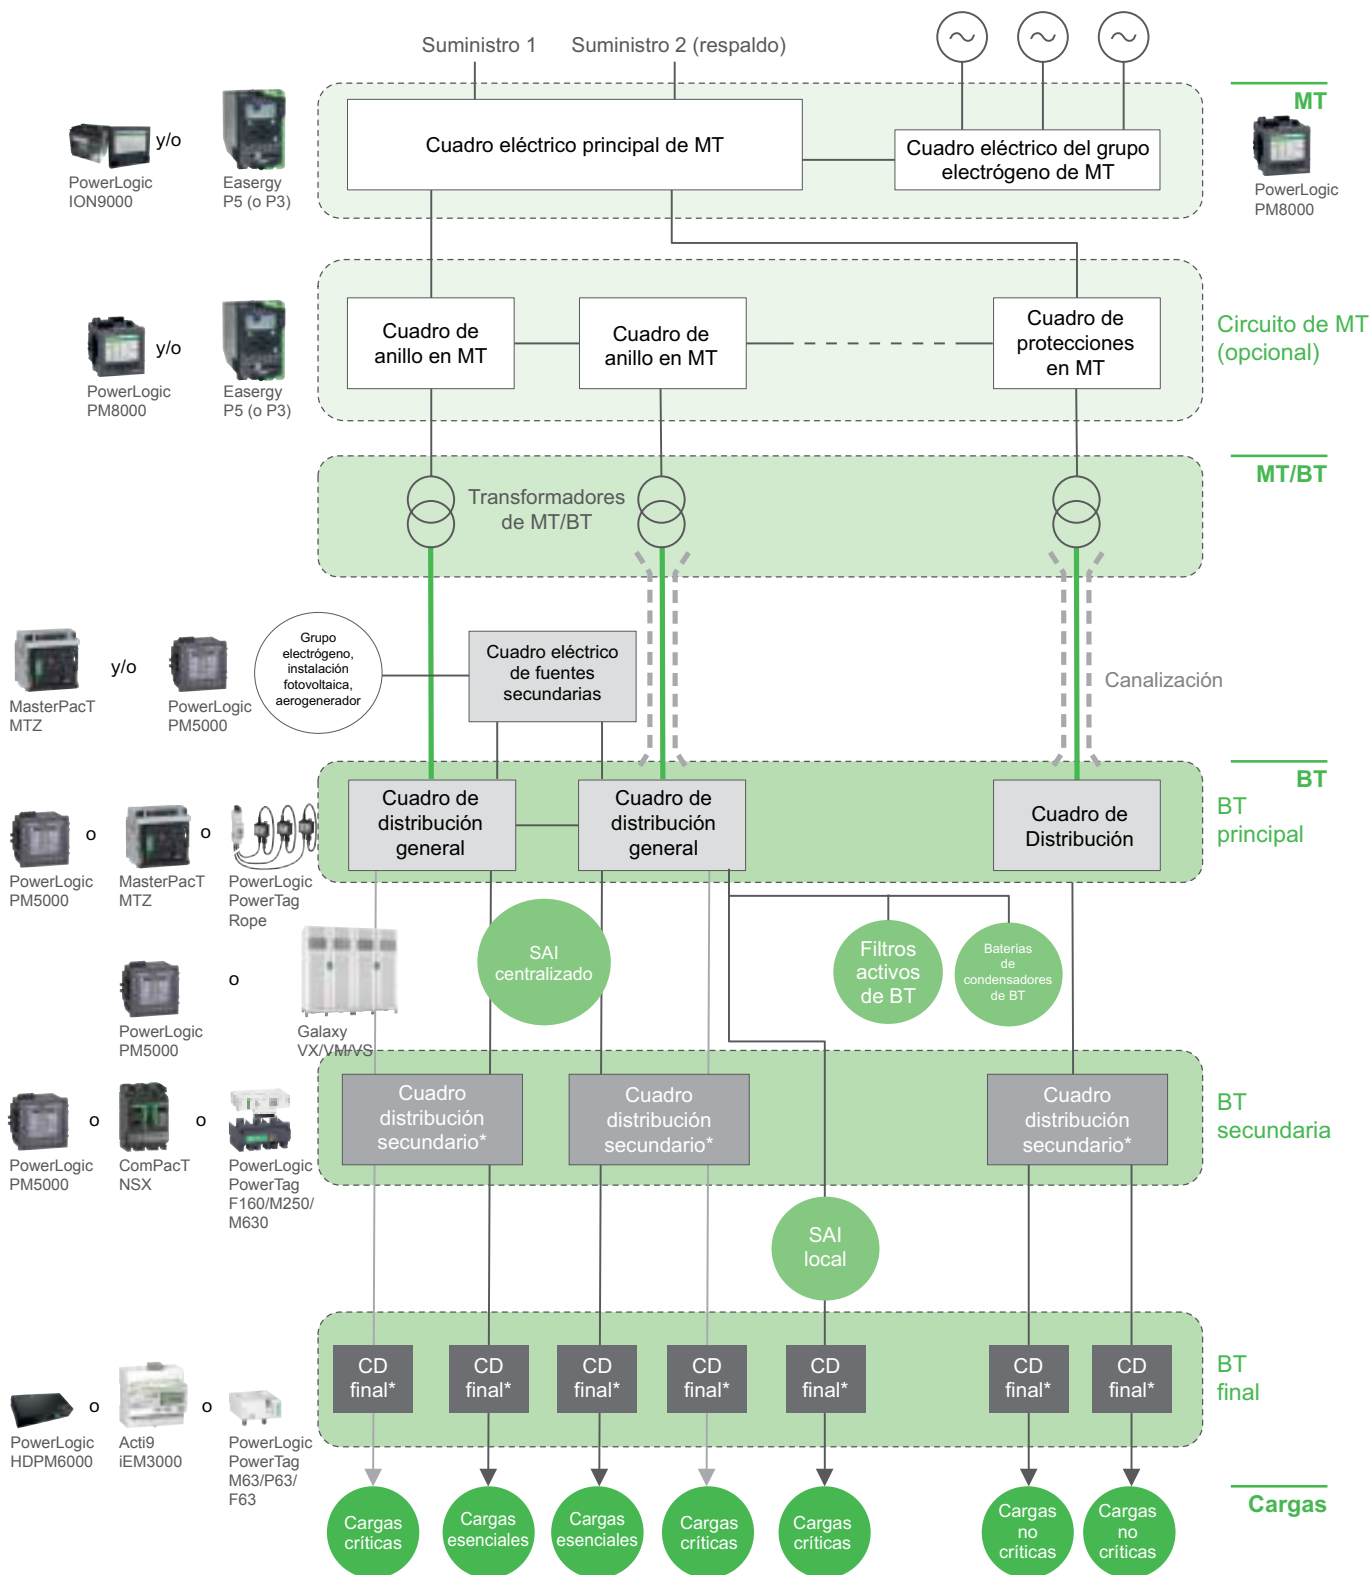 Suministro 1
Suministro 2 (respaldo)
MT
Cuadro eléctrico principal de MT
Cuadro eléctrico del grupo
electrógeno de MT
y/o
PowerLogic
ION9000
Easergy
P5 (o P3)
PowerLogic
PM8000
Cuadro de
anillo en MT
Cuadro de
anillo en MT
Cuadro de
protecciones
en MT
Circuito de MT
(opcional)
y/o
PowerLogic
PM8000
Easergy
P5 (o P3)
MT/BT
Transformadores
de MT/BT
Grupo
electrógeno,
instalación
fotovoltaica,
aerogenerador
Cuadro eléctrico
de fuentes
secundarias
Canalización
y/o
MasterPacT
MTZ
PowerLogic
PM5000
BT
BT
principal
Cuadro de
distribución
general
Cuadro de
distribución
general
Cuadro de
Distribución
o
o
PowerLogic
PM5000
MasterPacT
MTZ
PowerLogic
PowerTag
Rope
SAI
centralizado
Filtros
activos
de BT
Baterías
de
condensadores
de BT
o
PowerLogic
PM5000
Galaxy
VX/VM/VS
Cuadro
distribución
secundario*
Cuadro
distribución
secundario*
Cuadro
distribución
secundario*
BT
secundaria
o
o
PowerLogic
PM5000
ComPacT
NSX
PowerLogic
PowerTag
F160/M250/
M630
SAI
local
CD
final*
CD
final*
CD
final*
CD
final*
CD
final*
CD
final*
CD
final*
BT
final
o
o
PowerLogic
HDPM6000
Acti9
iEM3000
PowerLogic
PowerTag
M63/P63/
F63
Cargas
Cargas
críticas
Cargas
esenciales
Cargas
esenciales
Cargas
críticas
Cargas
críticas
Cargas
no
críticas
Cargas
no
críticas